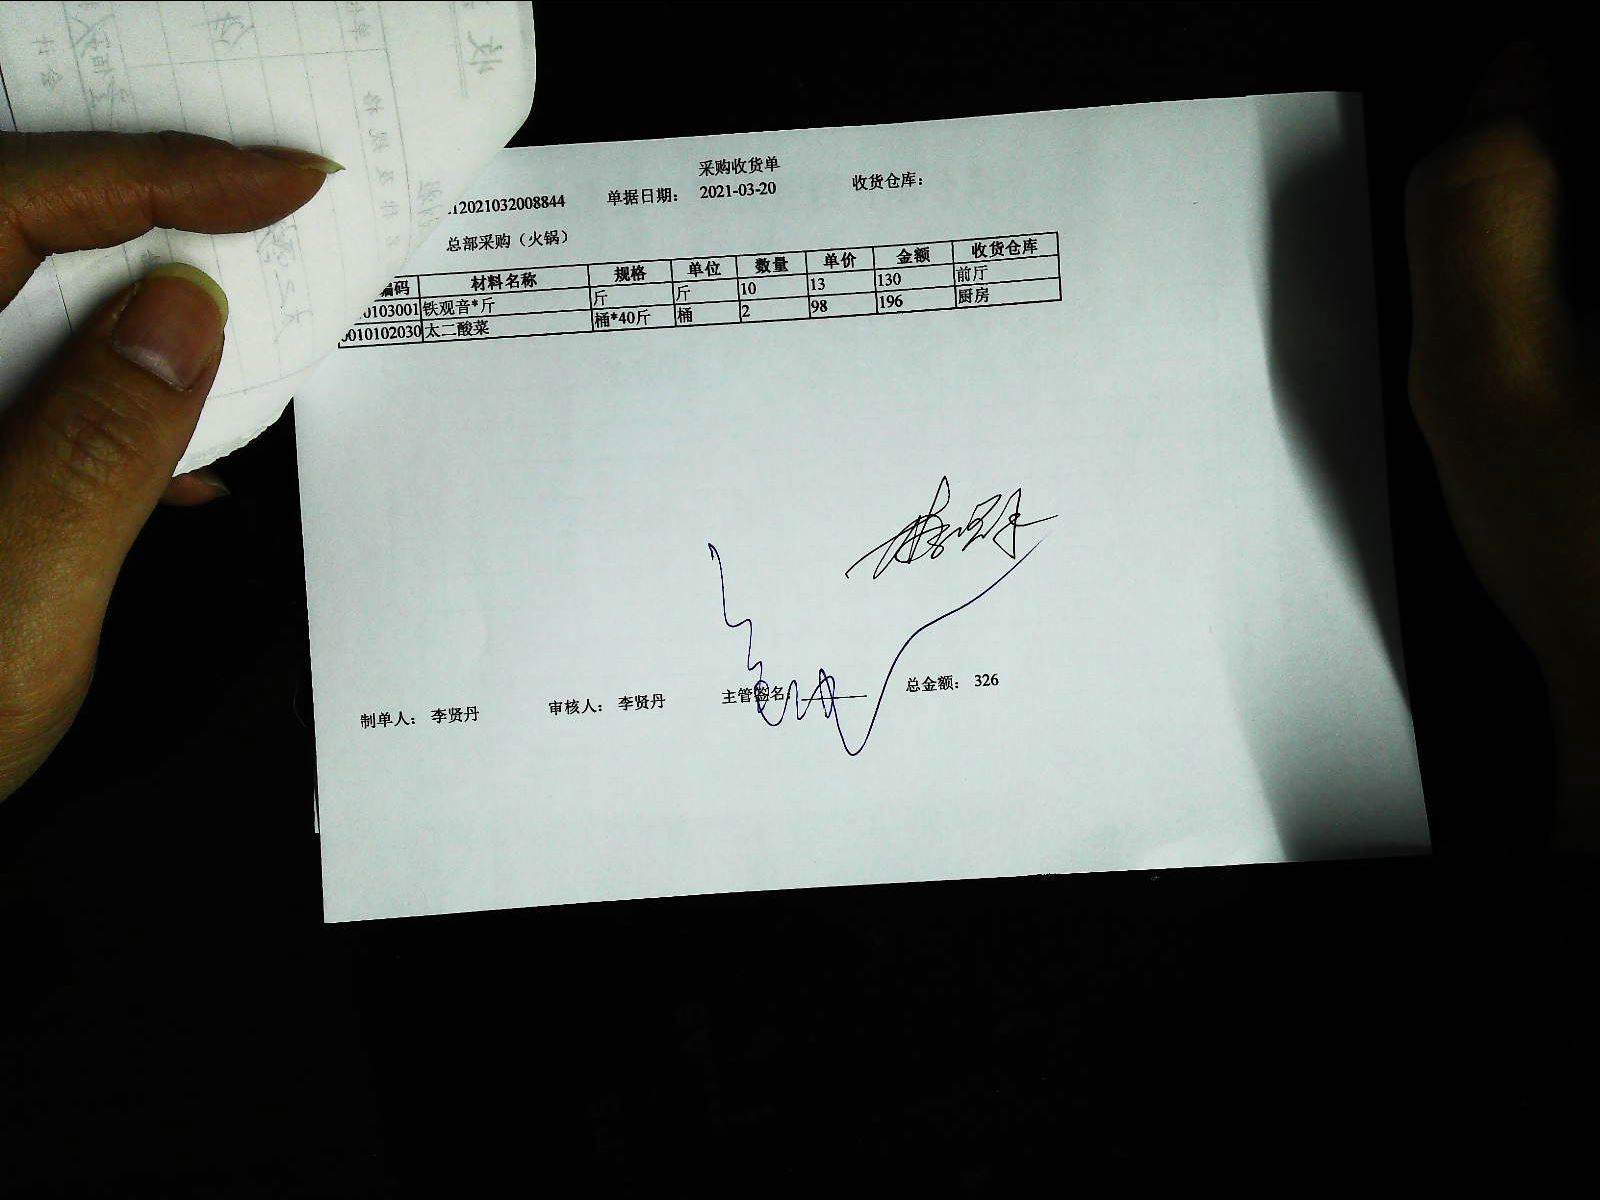 采购收货单
12021032008844 单据日期: 2021-03-20 收货仓库:
总部采购（火锅）
编码 材料名称 规格 单位 数量 单价 金额 收货仓库
0103001 铁观音*斤 斤 斤 10 13 130 前厅
010102030 太二酸菜 桶*40斤 桶 2 98 196 厨房
李贤丹
制单人: 李贤丹 审核人: 李贤丹 主管签名: 总金额: 326